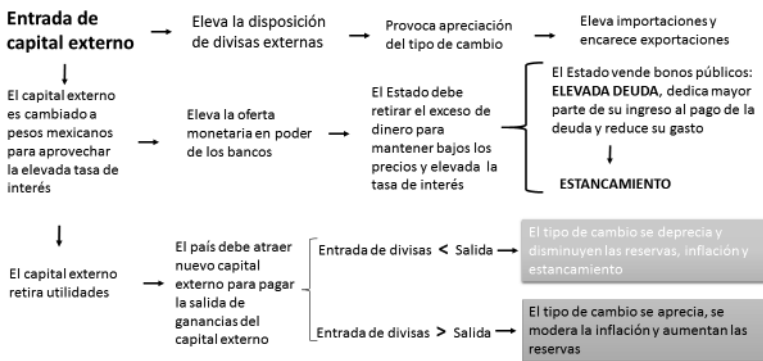 Entrada de
capital externo
Eleva la disposición
de divisas externas
Provoca apreciación
del tipo de cambio
Eleva importaciones y
encarece exportaciones
El capital externo
es cambiado a
pesos mexicanos
para aprovechar
la elevada tasa de
interés
Eleva la oferta
monetaria en poder
de los bancos
El Estado debe
retirar el exceso de
dinero para
mantener bajos los
precios y elevada la
tasa de interés
El Estado vende bonos públicos:
ELEVADA DEUDA, dedica mayor
parte de su ingreso al pago de la
deuda y reduce su gasto
ESTANCAMIENTO
El capital externo
retira utilidades
El país debe atraer
nuevo capital
externo para pagar
la salida de
ganancias del
capital externo
Entrada de divisas < Salida
El tipo de cambio se deprecia y
disminuyen las reservas, inflación y
estancamiento
Entrada de divisas > Salida
El tipo de cambio se aprecia, se
modera la inflación y aumentan las
reservas